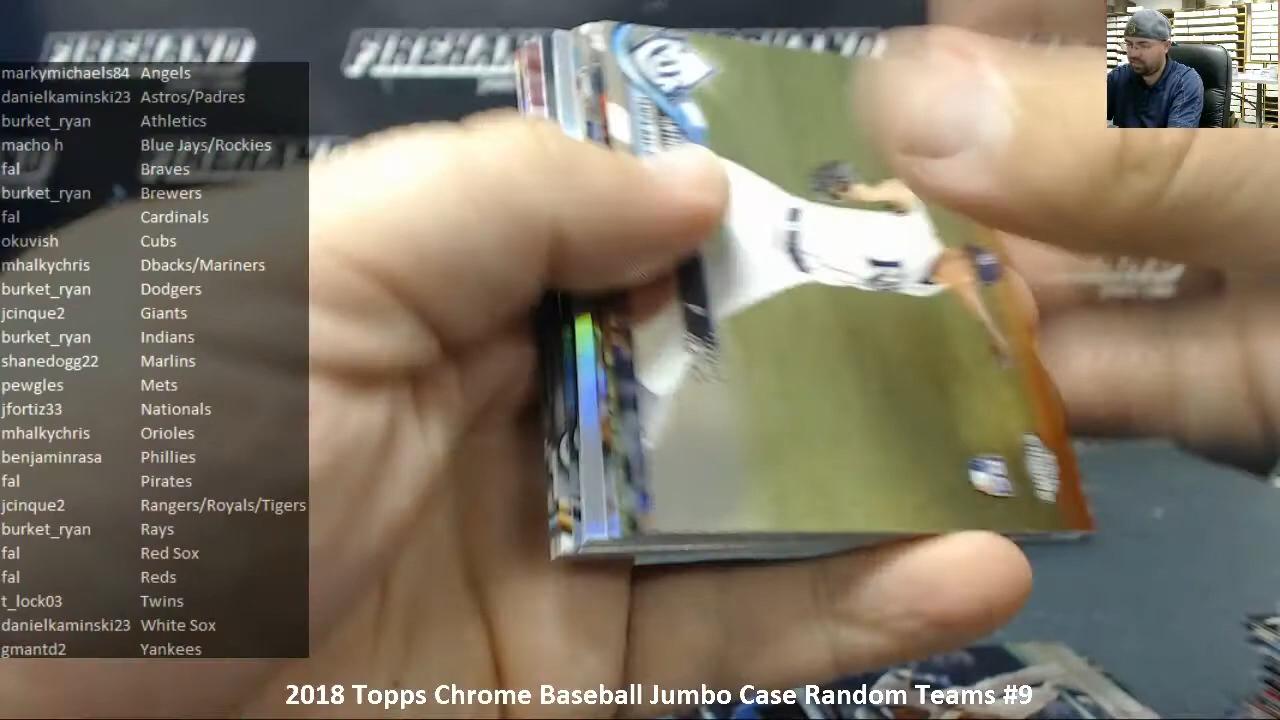 FIREHAND FIREHAND
markymichaels84 Angels
danielkaminski23 Astros/Padres
burket_ryan Athletics
macho h Blue Jays/Rockies
fal Braves
burket_ryan Brewers
fal Cardinals
okuvish Cubs
mhalkychris Dbacks/Mariners
burket_ryan Dodgers
jcinque2 Giants
burket_ryan Indians
shanedogg22 Marlins
pewgles Mets
jfortiz33 Nationals
mhalkychris Orioles
benjaminrasa Phillies
fal Pirates
jcinque2 Rangers/Royals/Tigers
burket_ryan Rays
fal Red Sox
fal Reds
t_lock03 Twins
danielkaminski23 White Sox
gmantd2 Yankees
2018 Topps Chrome Baseball Jumbo Case Random Teams #9